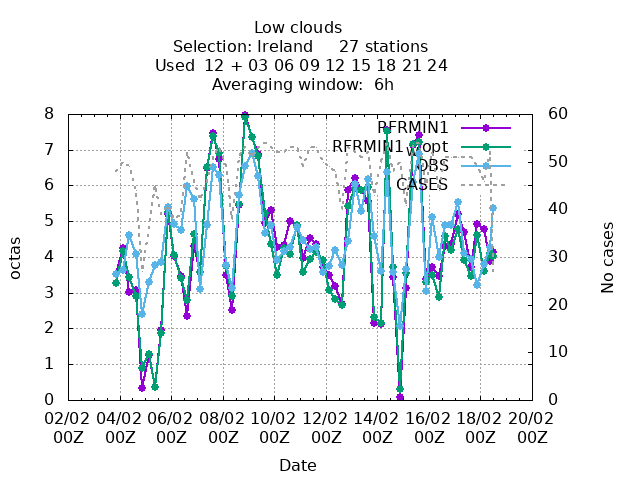 Low clouds
Selection: Ireland 27 stations
Used 12 + 03 06 09 12 15 18 21 24
Averaging window: 6h
RFRMIN1
RFRMIN1_wopt
OBS
CASES
octas
8
7
6
5
4
3
2
1
0
No cases
60
50
40
30
20
10
0
02/02 04/02 06/02 08/02 10/02 12/02 14/02 16/02 18/02 20/02
00Z 00Z 00Z 00Z 00Z 00Z 00Z 00Z 00Z 00Z
Date